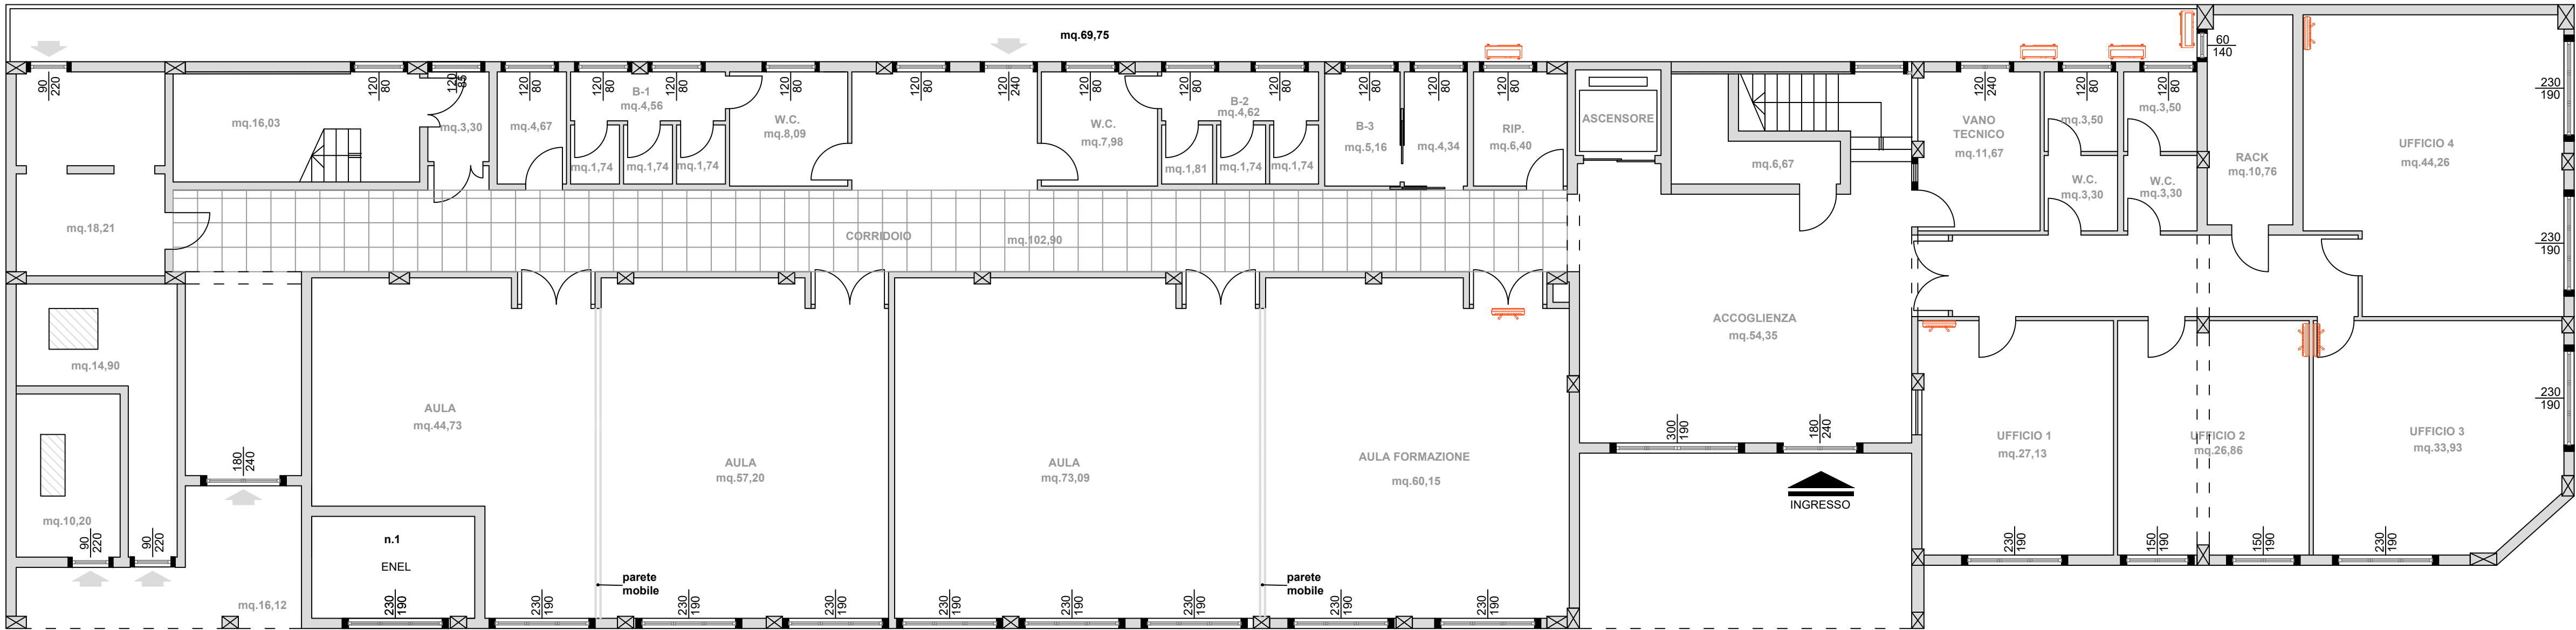 mq.69,75
60
140
90
220
120
80
120
85
120
80
120
80
120
80
120
80
120
80
120
240
120
80
120
80
120
80
120
80
120
80
120
80
120
240
120
80
120
80
230
190
mq.16,03
mq.3,30
mq.4,67
B-1
mq.4,56
W.C.
mq.8,09
W.C.
mq.7,98
B-2
mq.4,62
B-3
mq.5,16
mq.4,34
RIP.
mq.6,40
ASCENSORE
mq.6,67
VANO
TECNICO
mq.11,67
mq.3,50
mq.3,50
RACK
mq.10,76
UFFICIO 4
mq.44,26
mq.1,74
mq.1,74
mq.1,74
mq.1,81
mq.1,74
mq.1,74
W.C.
mq.3,30
W.C.
mq.3,30
mq.18,21
CORRIDOIO
mq.102,90
230
190
ACCOGLIENZA
mq.54,35
mq.14,90
AULA
mq.44,73
AULA
mq.57,20
AULA
mq.73,09
AULA FORMAZIONE
mq.60,15
300
190
180
240
UFFICIO 1
mq.27,13
UFFICIO 2
mq.26,86
UFFICIO 3
mq.33,93
230
190
180
240
INGRESSO
mq.10,20
90
220
90
220
n.1
ENEL
230
190
150
190
150
190
230
190
parete
mobile
parete
mobile
mq.16,12
230
190
230
190
230
190
230
190
230
190
230
190
230
190
230
190
230
190